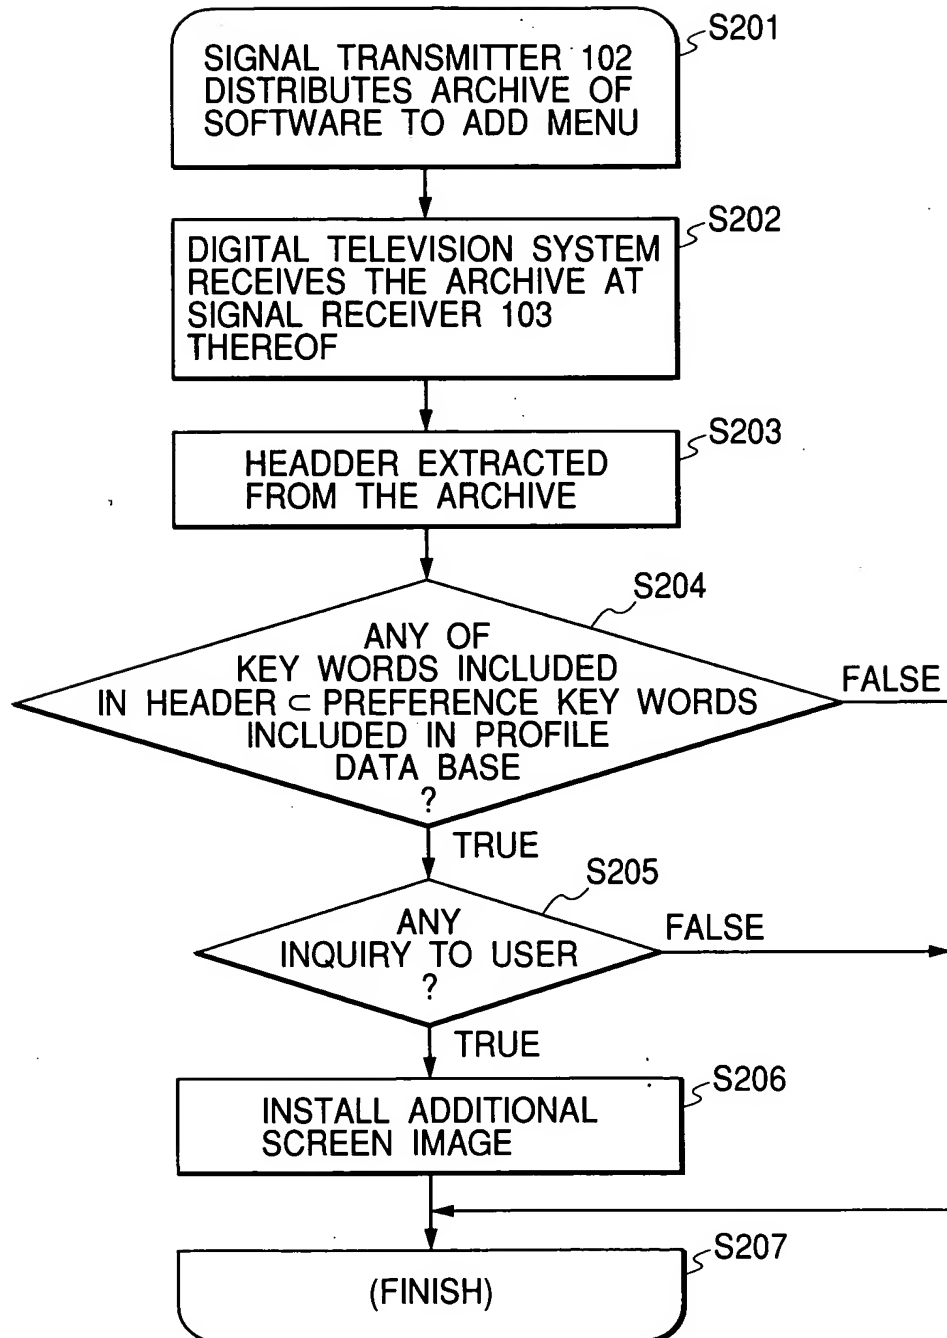 S201
SIGNAL TRANSMITTER 102
DISTRIBUTES ARCHIVE OF
SOFTWARE TO ADD MENU
S202
DIGITAL TELEVISION SYSTEM
RECEIVES THE ARCHIVE AT
SIGNAL RECEIVER 103
THEREOF
S203
HEADDER EXTRACTED
FROM THE ARCHIVE
S204
ANY OF
KEY WORDS INCLUDED
IN HEADER ⊂ PREFERENCE KEY WORDS
INCLUDED IN PROFILE
DATA BASE
?
FALSE
TRUE
S205
ANY
INQUIRY TO USER
?
FALSE
TRUE
S206
INSTALL ADDITIONAL
SCREEN IMAGE
S207
(FINISH)